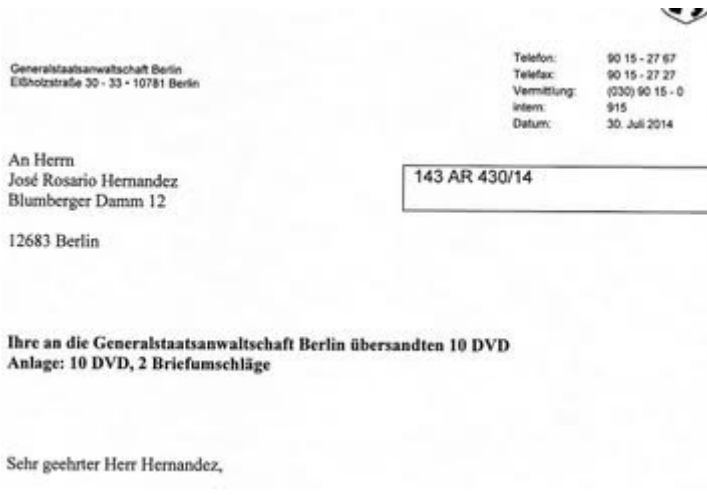 Generalstaatsanwaltschaft Berlin
Elßholzstraße 30 - 33 • 10781 Berlin
Telefon: 90 15 - 27 67
Telefax: 90 15 - 27 27
Vermittlung: (030) 90 15 - 0
intern: 915
Datum: 30. Juli 2014
An Herrn
José Rosario Hernandez
Blumberger Damm 12
12683 Berlin
143 AR 430/14
Ihre an die Generalstaatsanwaltschaft Berlin übersandten 10 DVD
Anlage: 10 DVD, 2 Briefumschläge
Sehr geehrter Herr Hernandez,